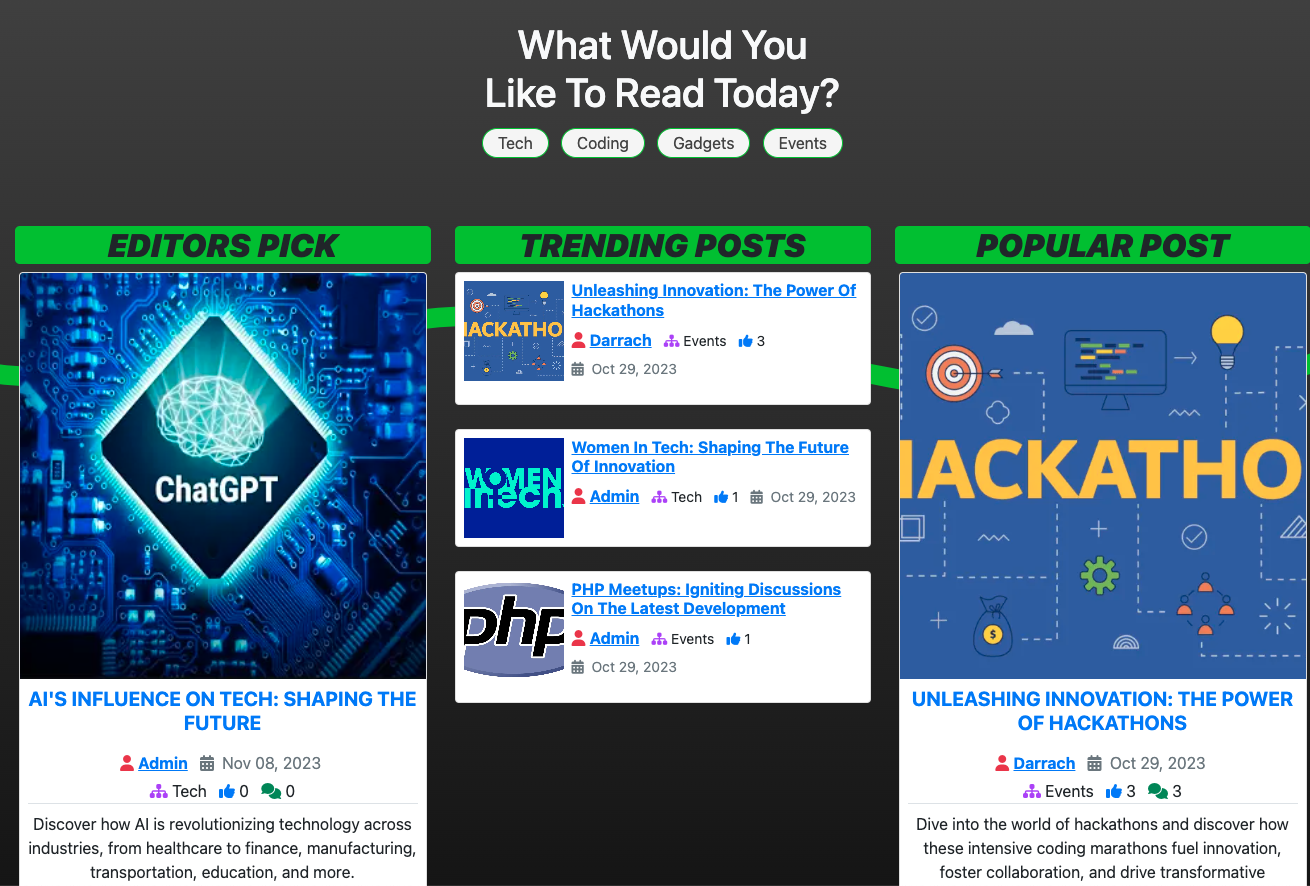 What Would You
Like To Read Today?
Tech Coding Gadgets Events
EDITORS PICK
ChatGPT
AI'S INFLUENCE ON TECH: SHAPING THE
FUTURE
Admin Nov 08, 2023
Tech 0 0
Discover how AI is revolutionizing technology across
industries, from healthcare to finance, manufacturing,
transportation, education, and more.
TRENDING POSTS
HACKATHO
Unleashing Innovation: The Power Of
Hackathons
Darrach Events 3
Oct 29, 2023
WOMEN
InTech
Women In Tech: Shaping The Future
Of Innovation
Admin Tech 1 Oct 29, 2023
php
PHP Meetups: Igniting Discussions
On The Latest Development
Admin Events 1
Oct 29, 2023
POPULAR POST
HACKATHO
$
UNLEASHING INNOVATION: THE POWER
OF HACKATHONS
Darrach Oct 29, 2023
Events 3 3
Dive into the world of hackathons and discover how
these intensive coding marathons fuel innovation,
foster collaboration, and drive transformative